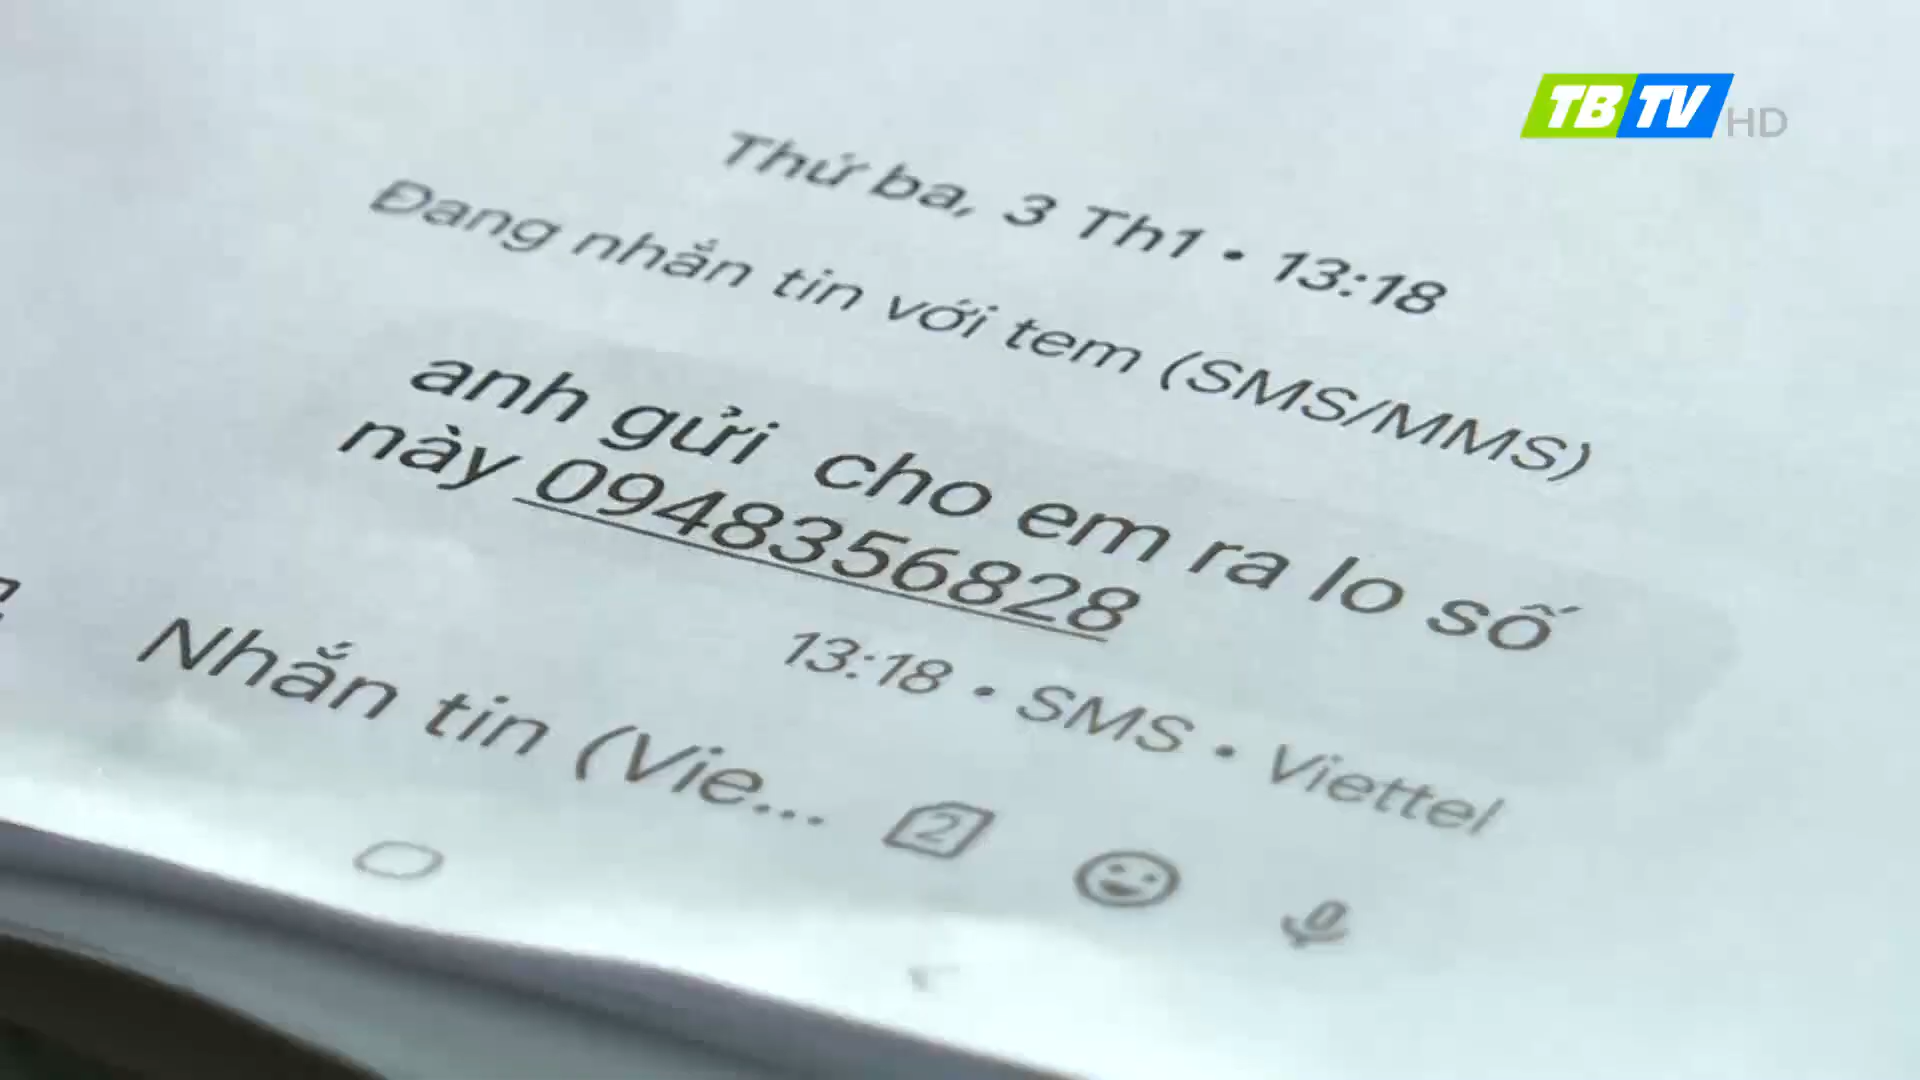 TBTV HD
Thứ ba, 3 Th1 • 13:18
Đang nhắn tin với tem (SMS/MMS)
anh gửi cho em ra lo số
này 0948356828
13:18 • SMS • Viettel
Nhắn tin (Vie... 2